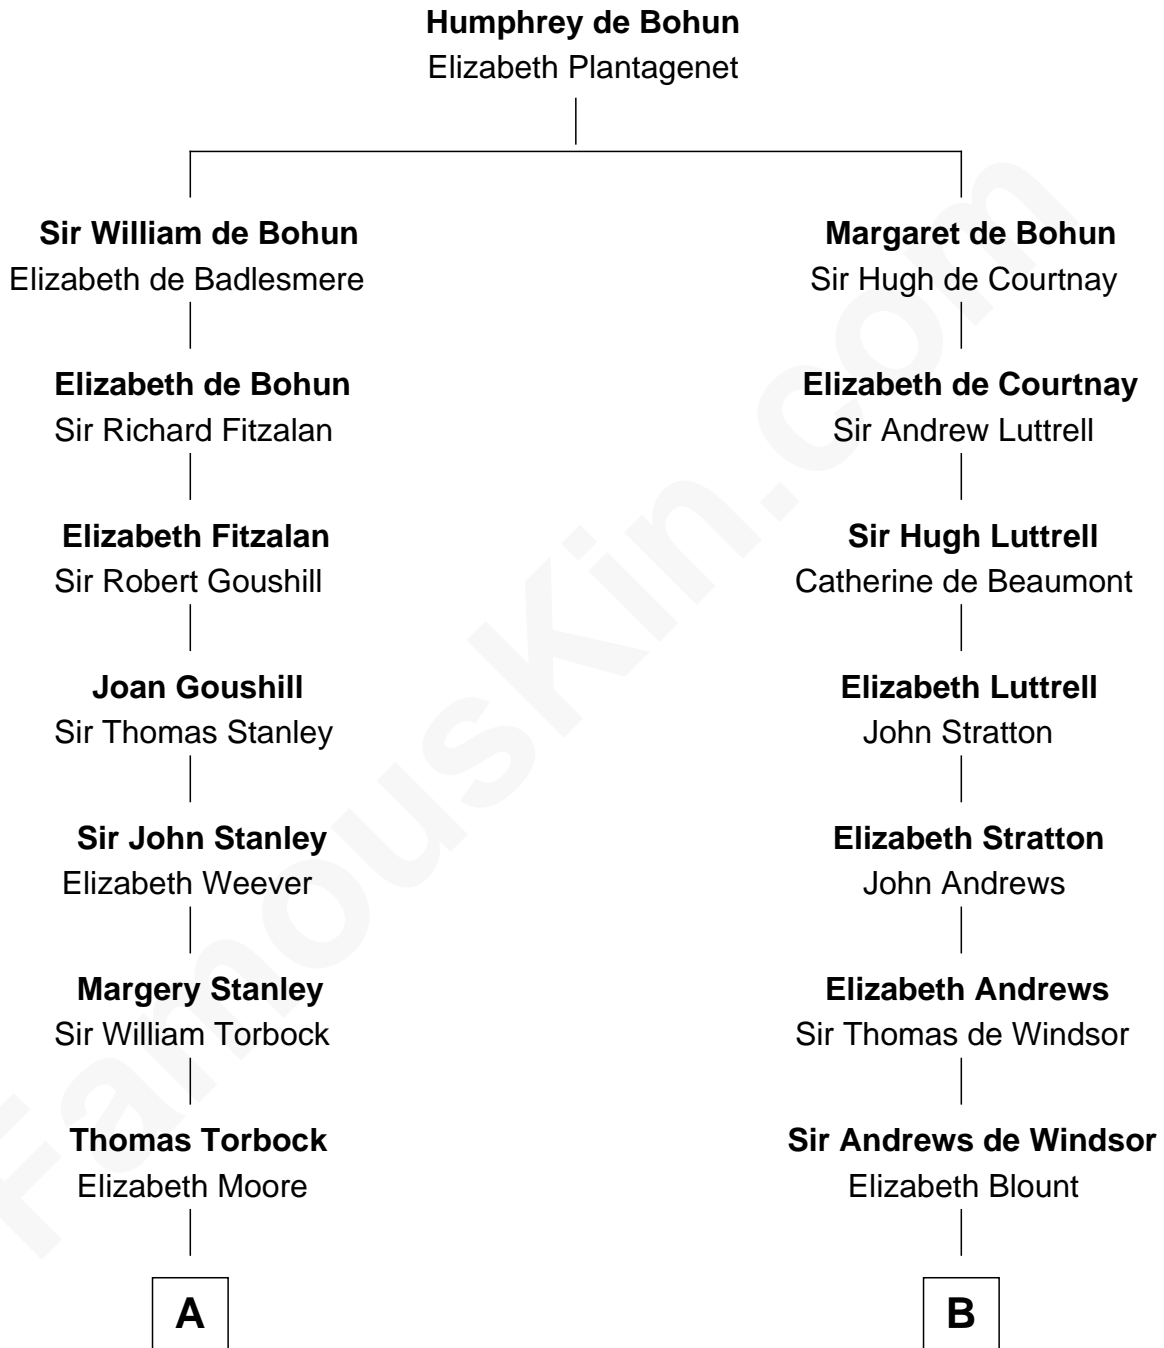 Humphrey de Bohun
Elizabeth Plantagenet
Sir William de Bohun
Elizabeth de Badlesmere
Margaret de Bohun
Sir Hugh de Courtnay
Elizabeth de Bohun
Sir Richard Fitzalan
Elizabeth de Courtnay
Sir Andrew Luttrell
Elizabeth Fitzalan
Sir Robert Goushill
Sir Hugh Luttrell
Catherine de Beaumont
Joan Goushill
Sir Thomas Stanley
Elizabeth Luttrell
John Stratton
Sir John Stanley
Elizabeth Weever
Elizabeth Stratton
John Andrews
Margery Stanley
Sir William Torbock
Elizabeth Andrews
Sir Thomas de Windsor
Thomas Torbock
Elizabeth Moore
Sir Andrews de Windsor
Elizabeth Blount
A
B
FamousKin.com